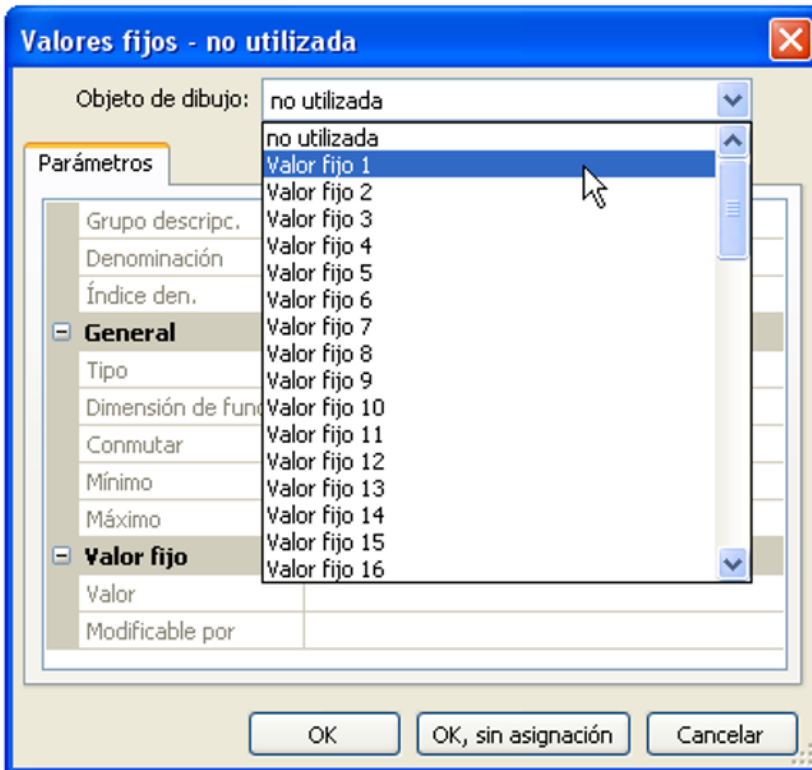 Valores fijos - no utilizada
Objeto de dibujo: no utilizada
no utilizada
Parámetros
Valor fijo 1
Valor fijo 2
Valor fijo 3
Valor fijo 4
Valor fijo 5
Valor fijo 6
Valor fijo 7
Valor fijo 8
Valor fijo 9
Valor fijo 10
Valor fijo 11
Valor fijo 12
Valor fijo 13
Valor fijo 14
Valor fijo 15
Valor fijo 16
Grupo descripc.
Denominación
Índice den.
General
Tipo
Dimensión de func
Conmutar
Mínimo
Máximo
Valor fijo
Valor
Modificable por
OK
OK, sin asignación
Cancelar